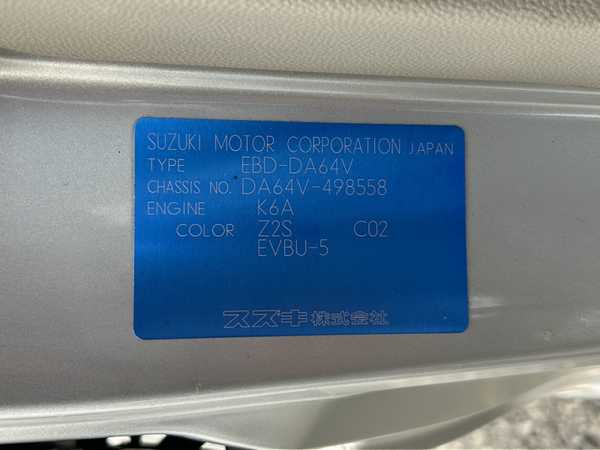 SUZUKI MOTOR CORPORATION JAPAN
TYPE EBD-DA64V
CHASSIS NO. DA64V-498558
ENGINE K6A
COLOR Z2S C02
EVBU-5
スズキ株式会社